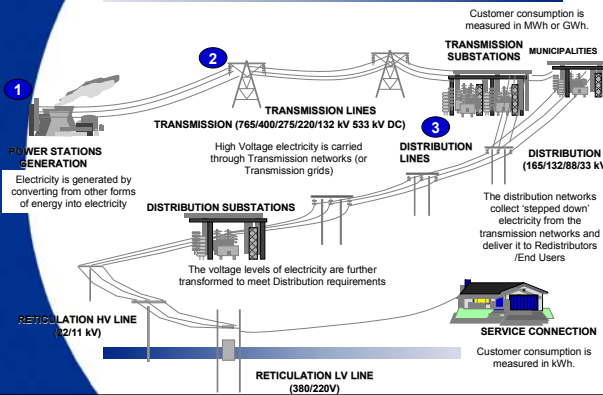 Customer consumption is
measured in MWh or GWh.
TRANSMISSION
SUBSTATIONS
MUNICIPALITIES
1
2
TRANSMISSION LINES
TRANSMISSION (765/400/275/220/132 kV 533 kV DC)
3
POWER STATIONS
GENERATION
Electricity is generated by
converting from other forms
of energy into electricity
High Voltage electricity is carried
through Transmission networks (or
Transmission grids)
DISTRIBUTION
LINES
DISTRIBUTION
(165/132/88/33 kV
The distribution networks
collect ‘stepped down’
electricity from the
transmission networks and
deliver it to Redistributors
/End Users
DISTRIBUTION SUBSTATIONS
The voltage levels of electricity are further
transformed to meet Distribution requirements
RETICULATION HV LINE
(22/11 kV)
SERVICE CONNECTION
Customer consumption is
measured in kWh.
RETICULATION LV LINE
(380/220V)